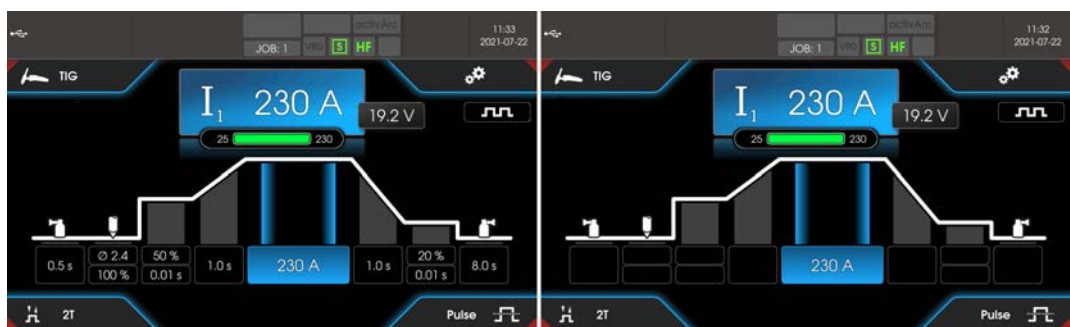 activArc
11:33
JOB: 1 VRD S HF
2021-07-22
TIG
I1 230 A
19.2 V
25 230
0.5 s
Ø 2.4
100 %
50 %
0.01 s
1.0 s
230 A
1.0 s
20 %
0.01 s
8.0 s
2T
Pulse
activArc
11:32
JOB: 1 VRD S HF
2021-07-22
TIG
I1 230 A
19.2 V
25 230
230 A
2T
Pulse